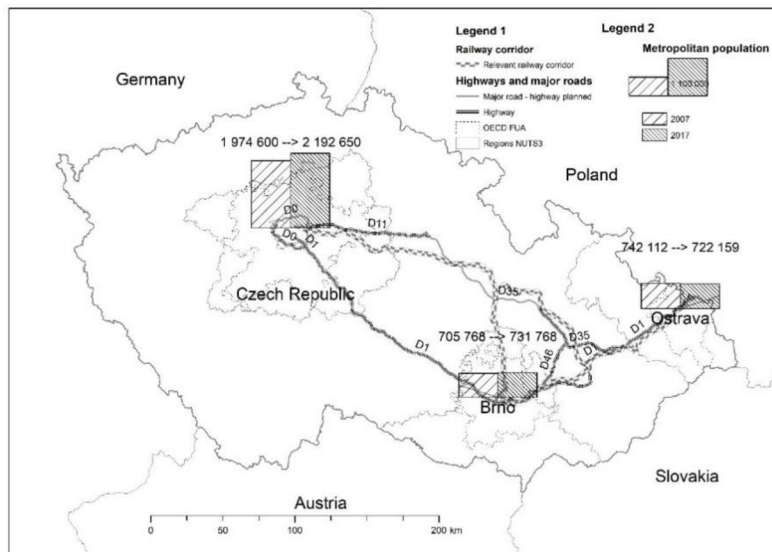 Legend 1
Railway corridor
Relevant railway corridor
Highways and major roads
Major road - highway planned
Highway
OECD FUA
Regions NUTS3
Legend 2
Metropolitan population
2007
2017
Germany
1 974 600 --> 2 192 650
Poland
D0
D0
D1
D11
742 112 --> 722 159
Czech Republic
D35
Ostrava
D1
705 768 --> 731 768
D35
D1
D1
D46
Brno
Slovakia
Austria
0 50 100 200 km